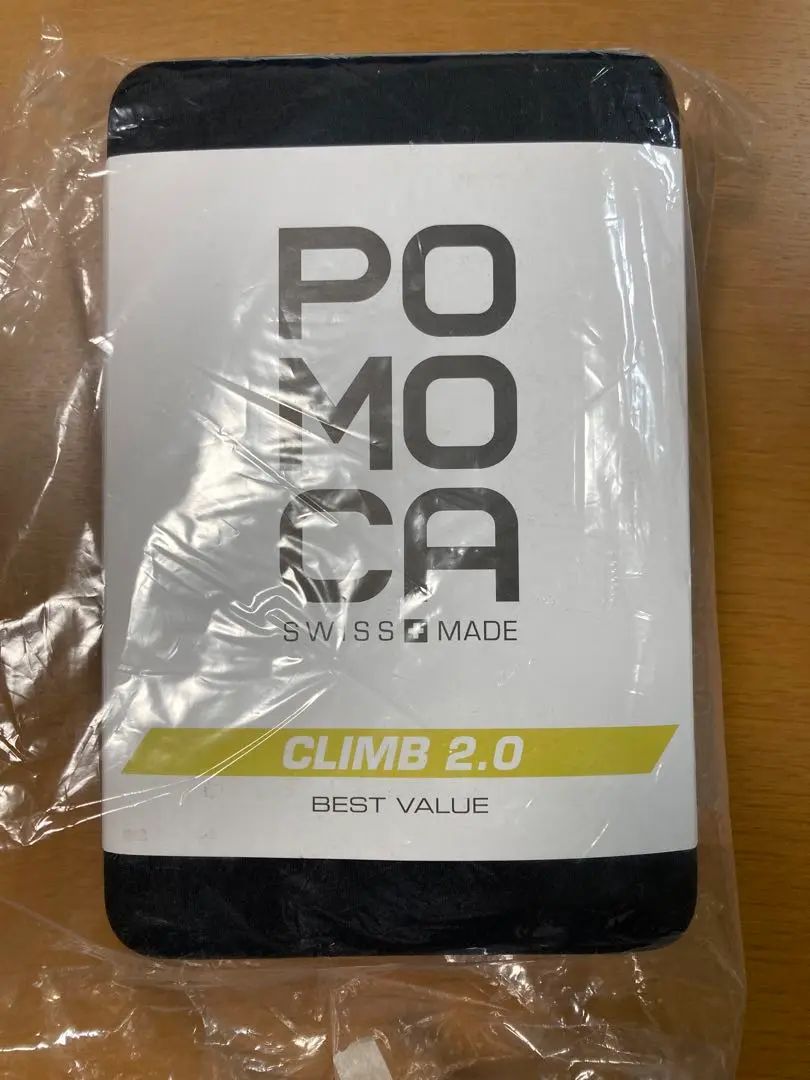 PO
MO
CA
SWISS MADE
CLIMB 2.0
BEST VALUE